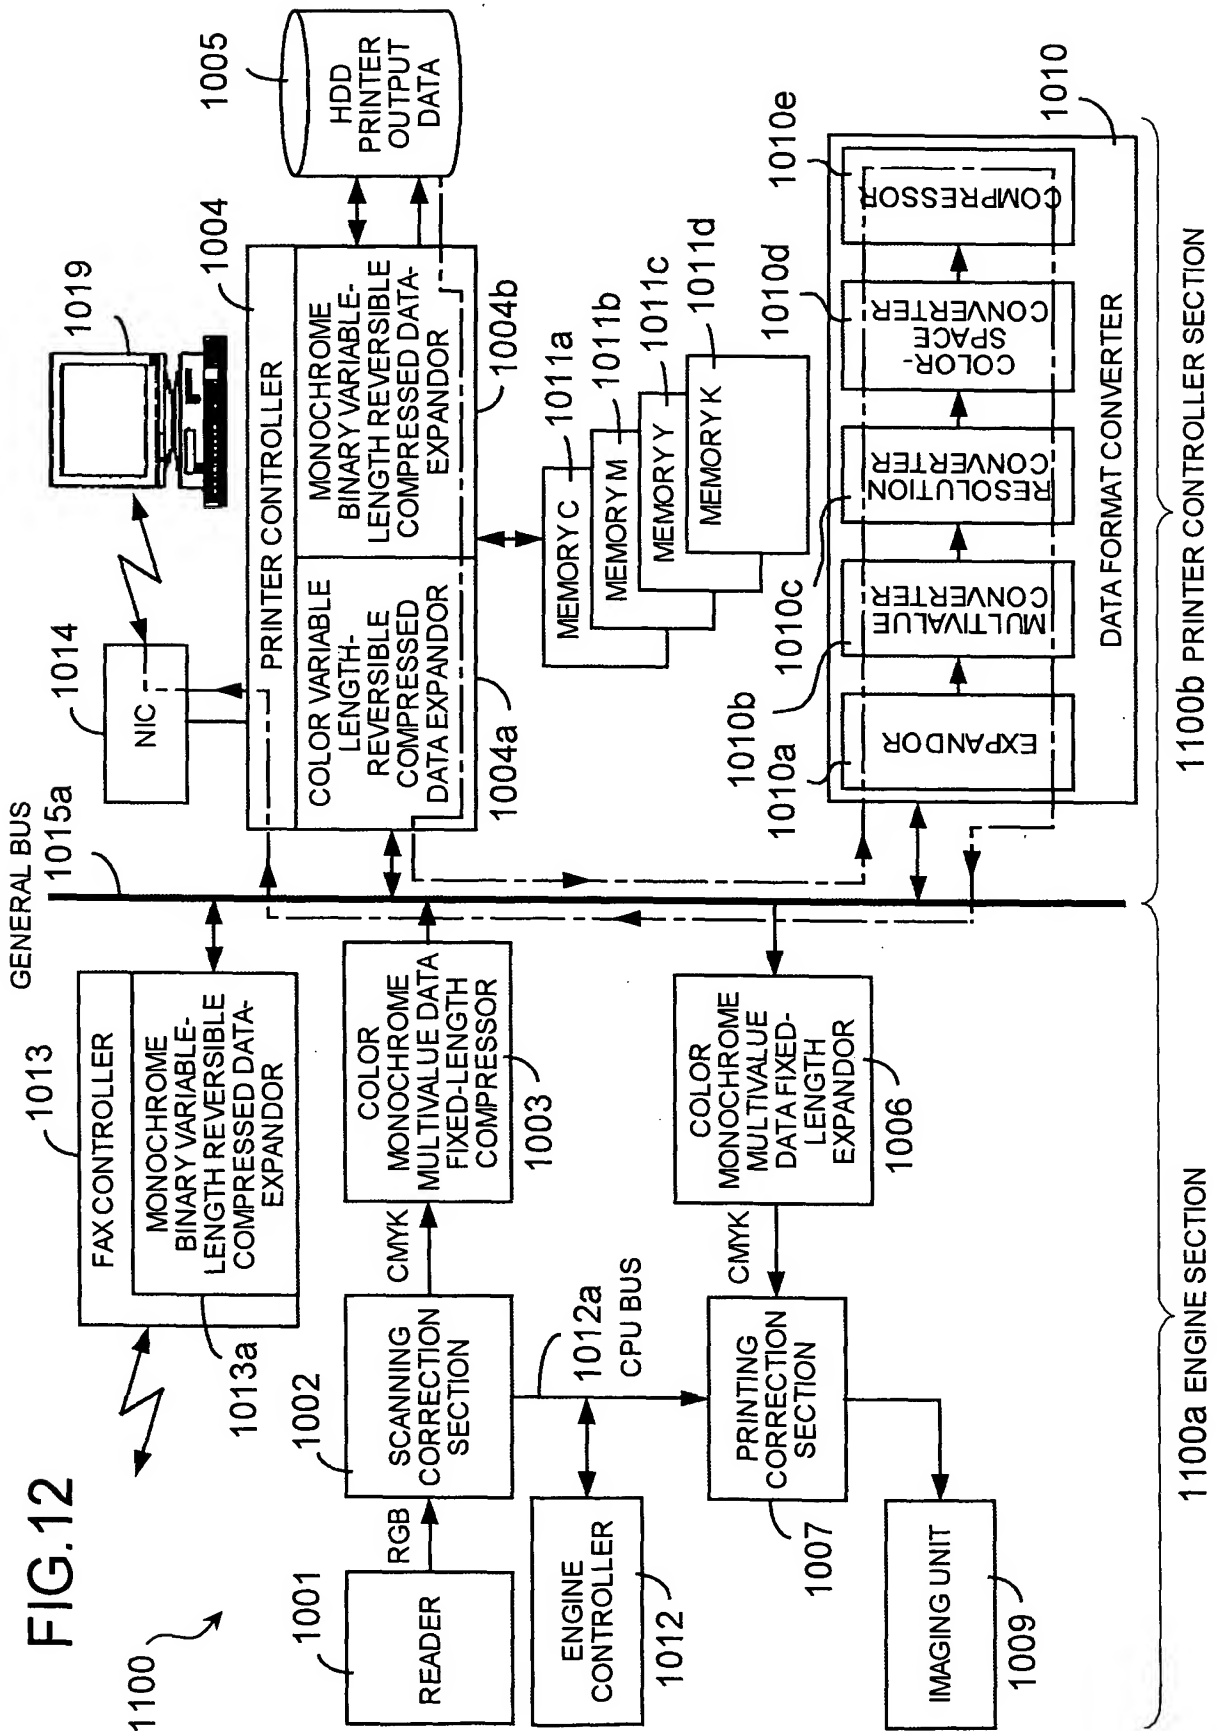 FIG.12
1100
1001
READER
RGB
1002
SCANNING
CORRECTION
SECTION
CMYK
COLOR
MONOCHROME
MULTIVALUE DATA
FIXED-LENGTH
COMPRESSOR
1003
1013
FAX CONTROLLER
MONOCHROME
BINARY VARIABLE-
LENGTH REVERSIBLE
COMPRESSED DATA-
EXPANDOR
1013a
GENERAL BUS
1015a
1014
NIC
1019
1004
PRINTER CONTROLLER
COLOR VARIABLE
LENGTH-
REVERSIBLE
COMPRESSED
DATA EXPANDOR
1004a
MONOCHROME
BINARY VARIABLE-
LENGTH REVERSIBLE
COMPRESSED DATA-
EXPANDOR
1004b
1005
HDD
PRINTER
OUTPUT
DATA
MEMORY C
1011a
MEMORY M
1011b
MEMORY Y
1011c
MEMORY K
1011d
ENGINE
CONTROLLER
1012
1012a
CPU BUS
PRINTING
CORRECTION
SECTION
1007
CMYK
COLOR
MONOCHROME
MULTIVALUE
DATA FIXED-
LENGTH
EXPANDOR
1006
IMAGING UNIT
1009
1010a
EXPANDOR
1010b
MULTIVALUE
CONVERTER
1010c
RESOLUTION
CONVERTER
1010d
COLOR-
SPACE
CONVERTER
1010e
COMPRESSOR
DATA FORMAT CONVERTER
1010
1100a ENGINE SECTION
1100b PRINTER CONTROLLER SECTION